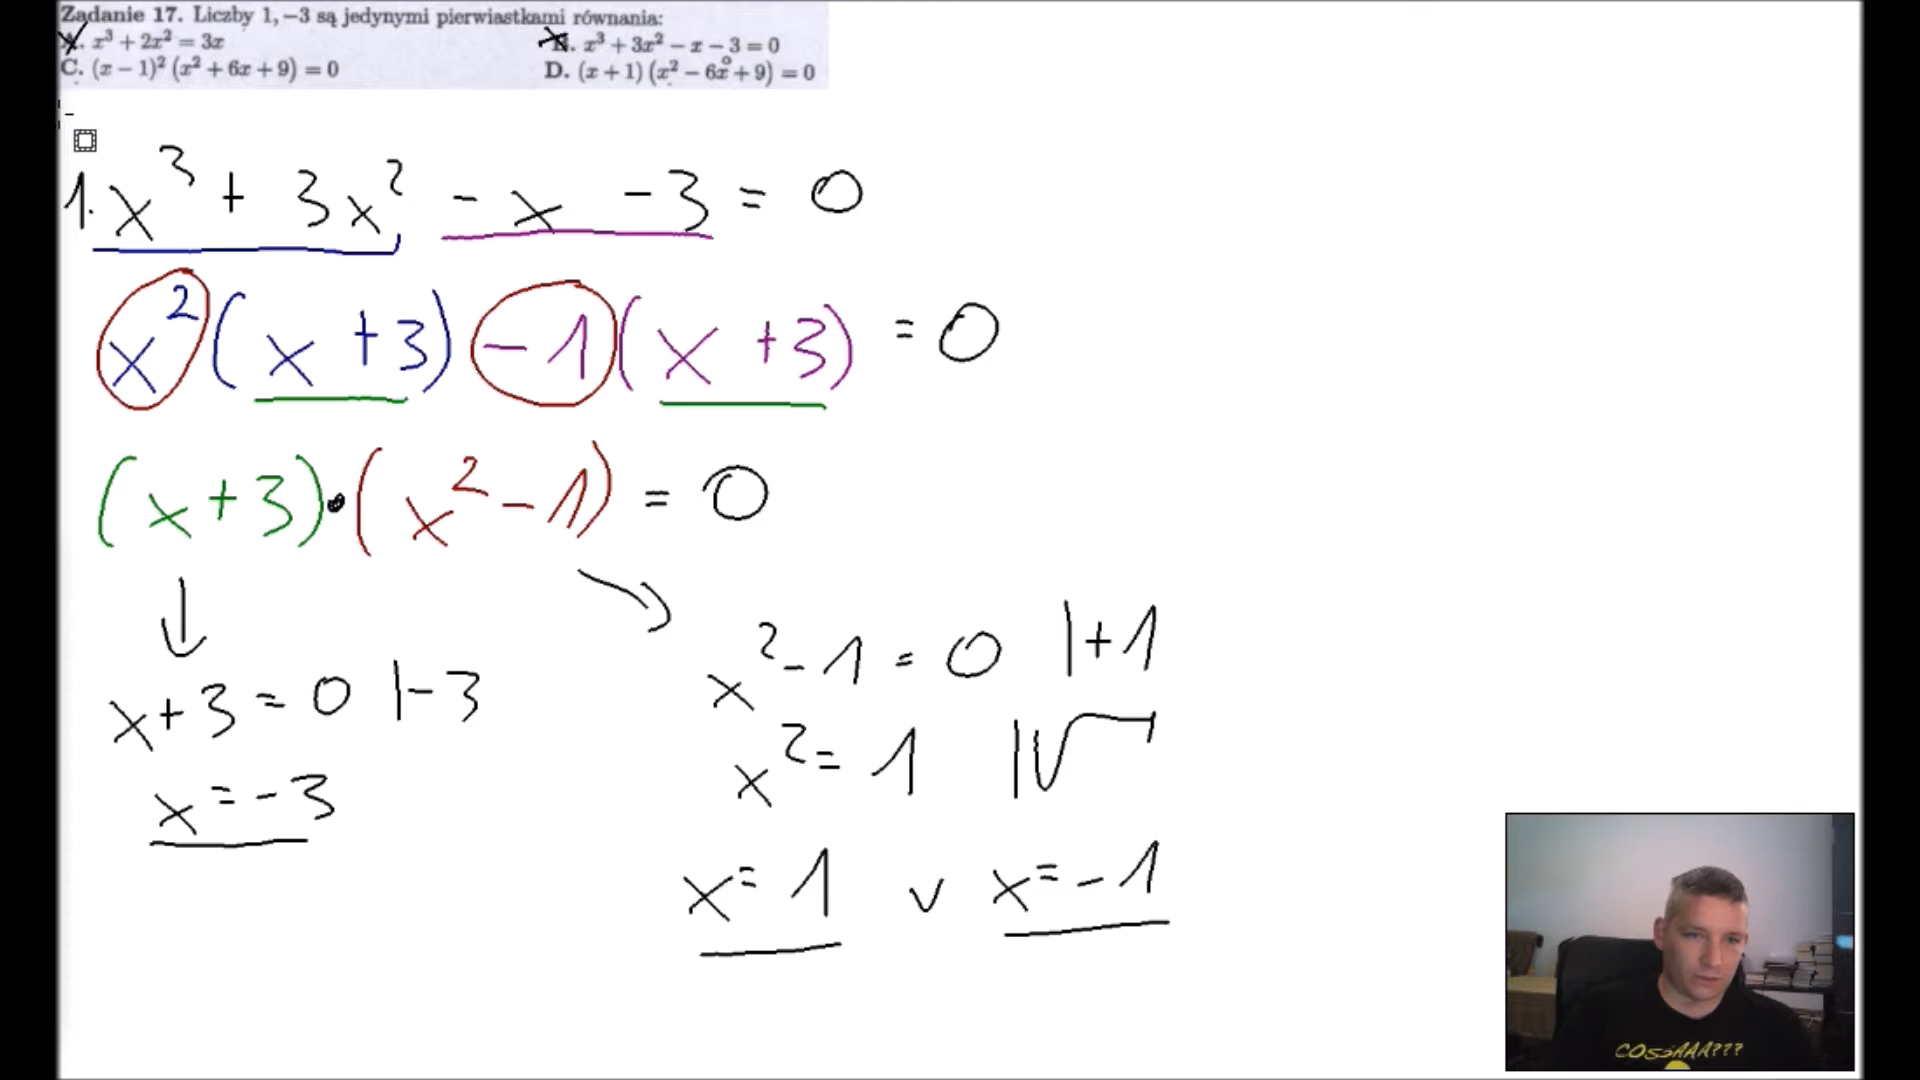 Zadanie 17. Liczby 1, −3 są jedynymi pierwiastkami równania:
A. x³ + 2x² = 3x B. x³ + 3x² − x − 3 = 0
C. (x − 1)² (x² + 6x + 9) = 0 D. (x + 1) (x² − 6x + 9) = 0
1. x³ + 3x² - x - 3 = 0
x² (x + 3) - 1 (x + 3) = 0
(x + 3) • (x² - 1) = 0
x² - 1 = 0 | + 1
x + 3 = 0 | - 3
x² = 1 | √
x = -3
x = 1 v x = -1
COSSAAA???